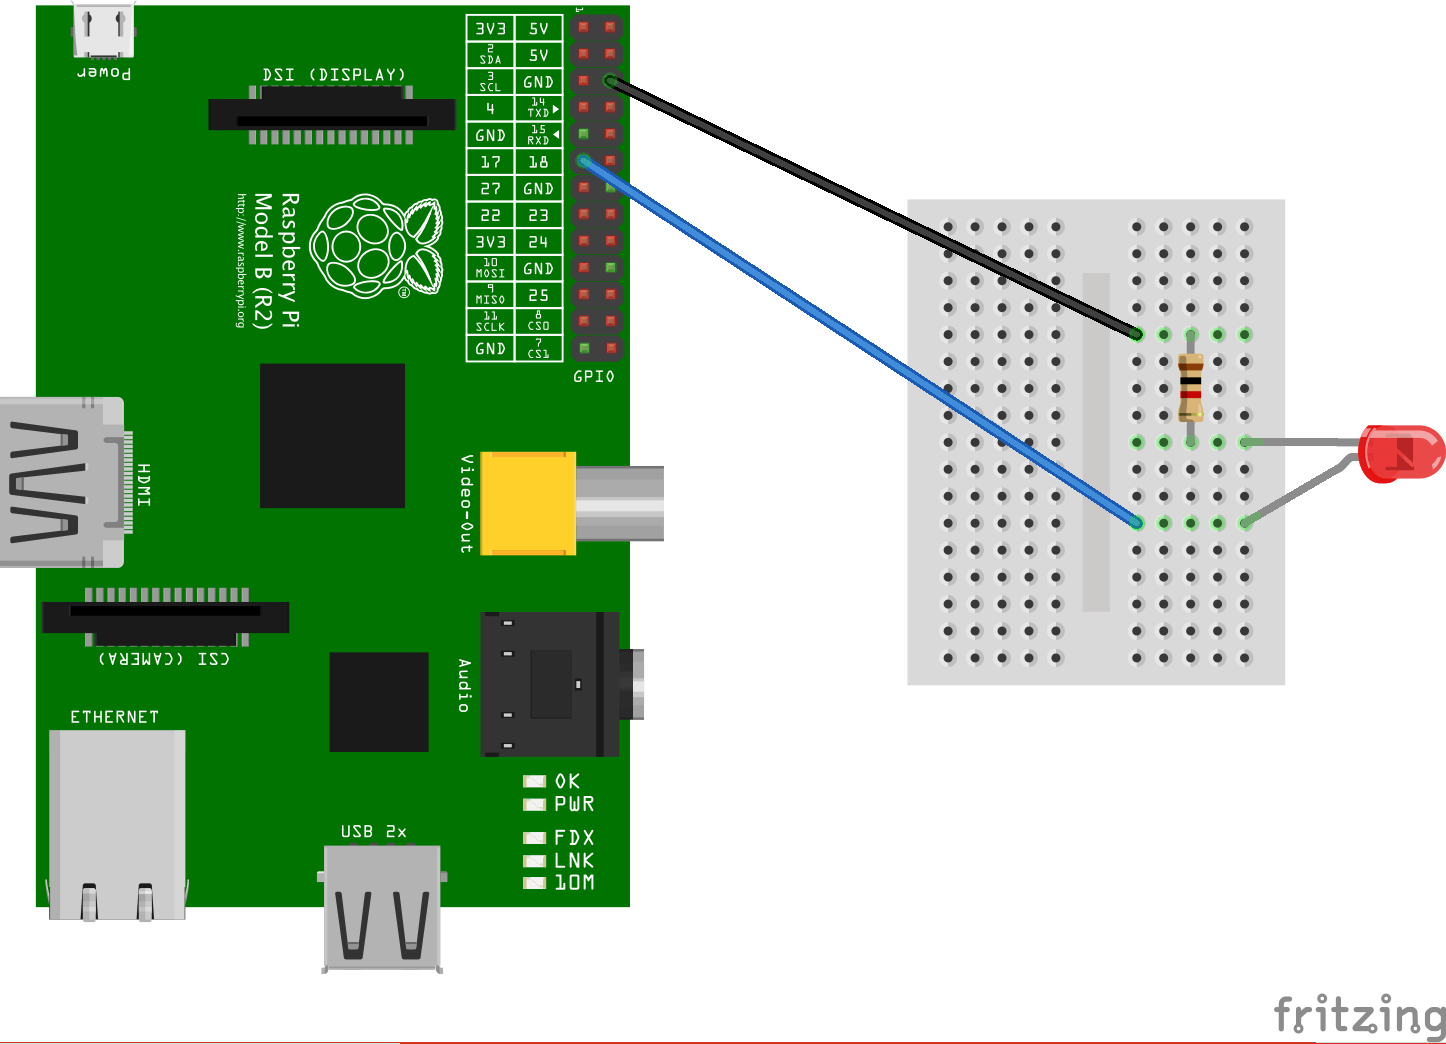 1
Power
DSI (DISPLAY)
3V3 5V
2 SDA 5V
3 SCL GND
4 14 TXD
GND 15 RXD
17 18
27 GND
22 23
3V3 24
10 MOSI GND
9 MISO 25
11 SCLK 8 CS0
GND 7 CS1
GPIO
Raspberry Pi
Model B (R2)
http://www.raspberrypi.org
TM
HDMI
Video-Out
CSI (CAMERA)
Audio
ETHERNET
OK
PWR
FDX
LNK
10M
USB 2x
fritzing